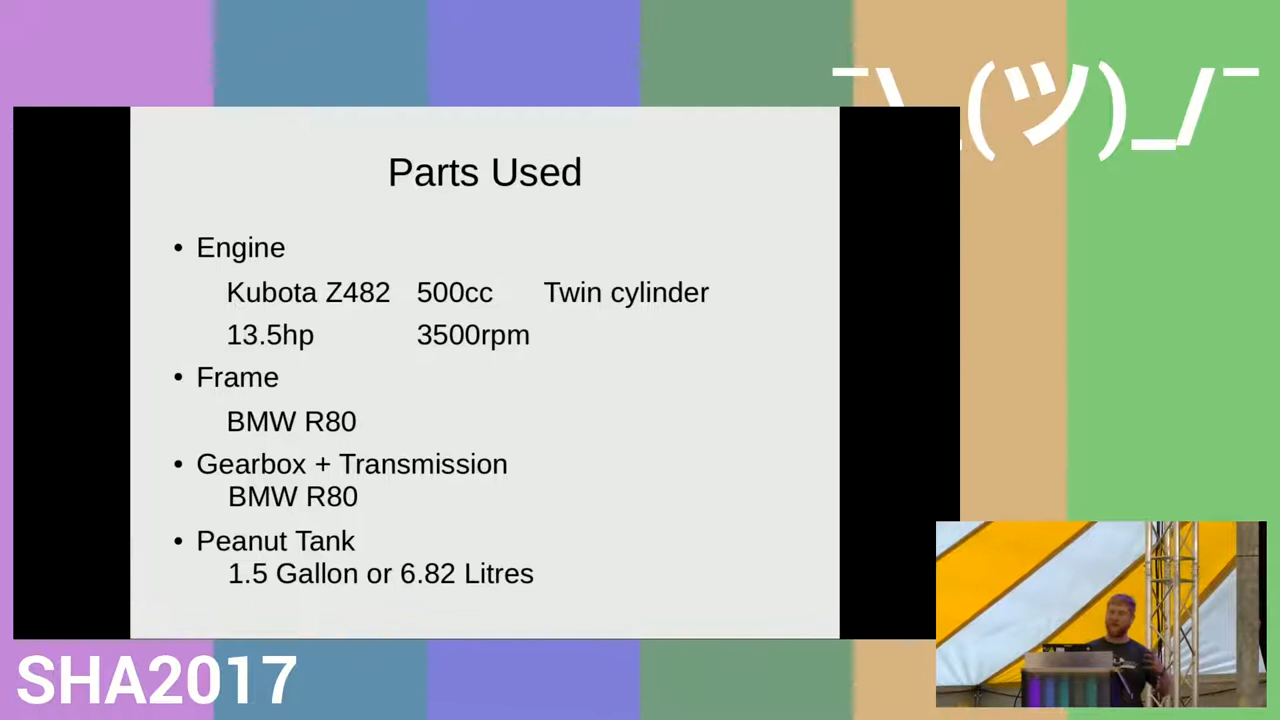 ¯\_(ツ)_/¯
Parts Used
• Engine
Kubota Z482 500cc Twin cylinder
13.5hp 3500rpm
• Frame
BMW R80
• Gearbox + Transmission
BMW R80
• Peanut Tank
1.5 Gallon or 6.82 Litres
SHA2017